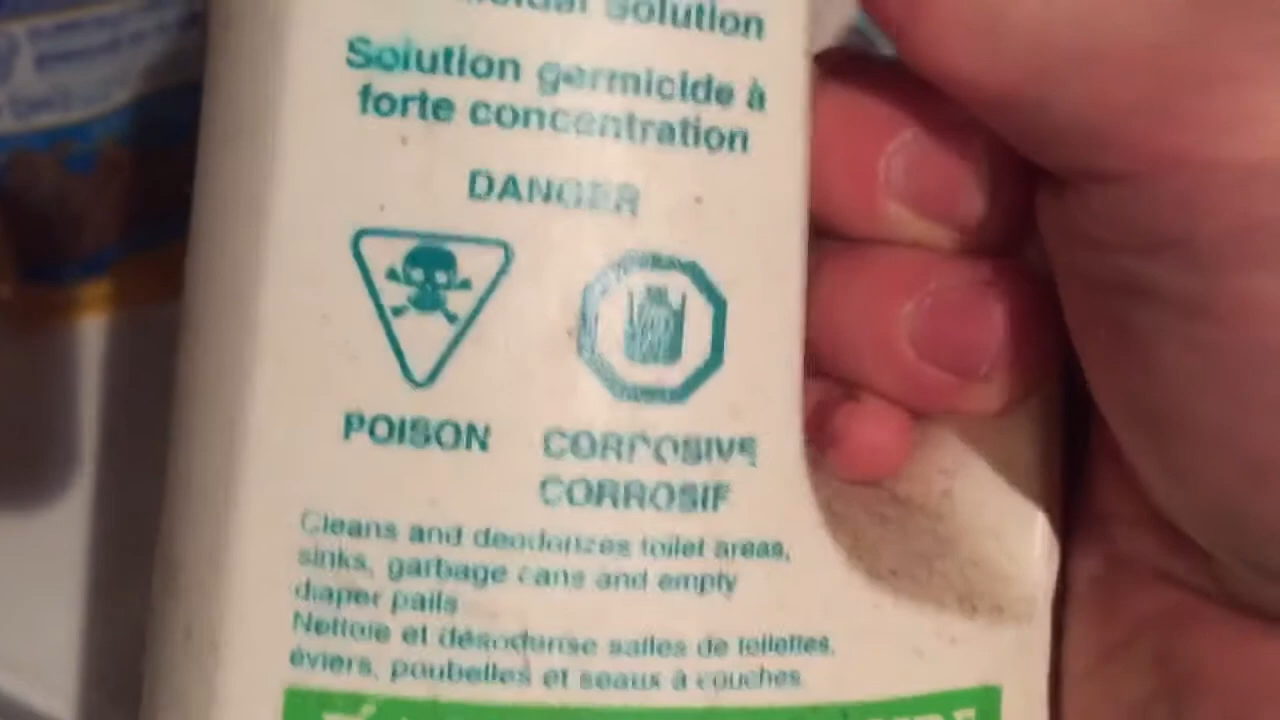 Solution
Solution germicide à
forte concentration
DANGER
POISON
CORROSIVE
CORROSIF
Cleans and deodorizes toilet areas,
sinks, garbage cans and empty
diaper pails
Nettoie et désodorise salles de toilettes,
éviers, poubelles et seaux à couches.